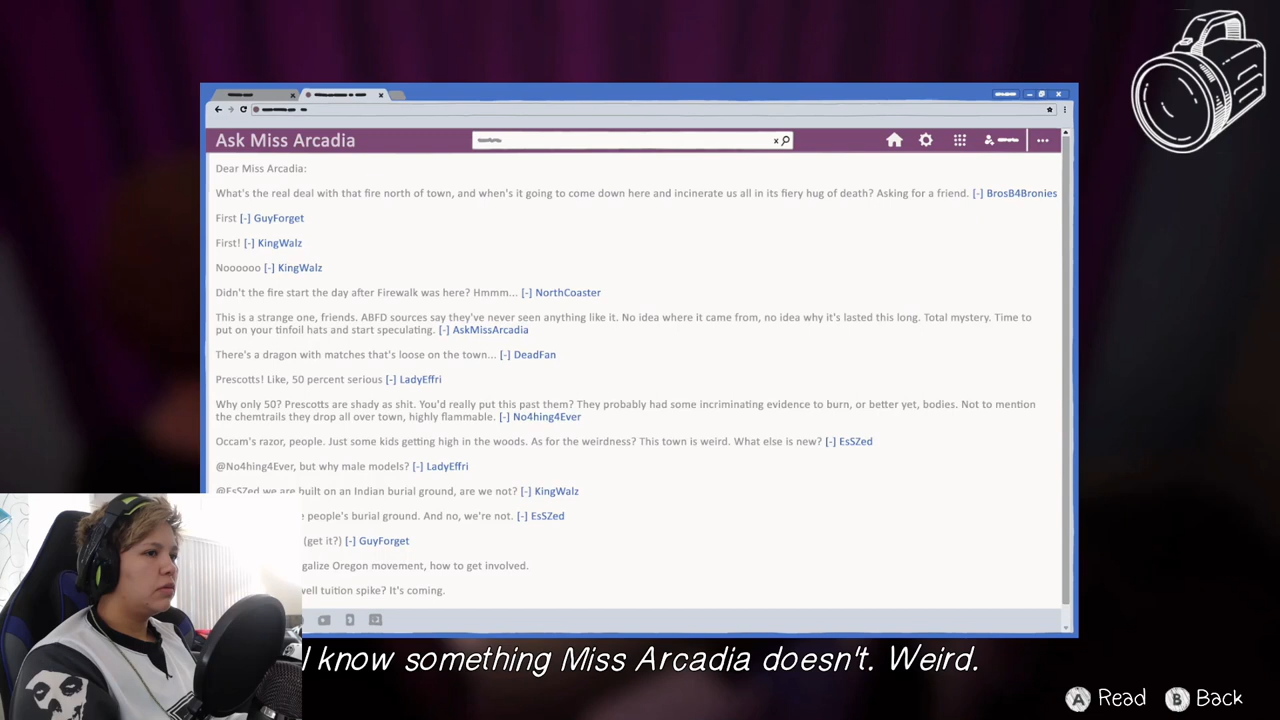 Ask Miss Arcadia
Dear Miss Arcadia:
What's the real deal with that fire north of town, and when's it going to come down here and incinerate us all in its fiery hug of death? Asking for a friend. [-] BrosB4Bronies
First [-] GuyForget
First! [-] KingWalz
Noooooo [-] KingWalz
Didn't the fire start the day after Firewalk was here? Hmmm... [-] NorthCoaster
This is a strange one, friends. ABFD sources say they've never seen anything like it. No idea where it came from, no idea why it's lasted this long. Total mystery. Time to
put on your tinfoil hats and start speculating. [-] AskMissArcadia
There's a dragon with matches that's loose on the town... [-] DeadFan
Prescotts! Like, 50 percent serious [-] LadyEffri
Why only 50? Prescotts are shady as shit. You'd really put this past them? They probably had some incriminating evidence to burn, or better yet, bodies. Not to mention
the chemtrails they drop all over town, highly flammable. [-] No4hing4Ever
Occam's razor, people. Just some kids getting high in the woods. As for the weirdness? This town is weird. What else is new? [-] EsSZed
@No4hing4Ever, but why male models? [-] LadyEffri
@EsSZed we are built on an Indian burial ground, are we not? [-] KingWalz
people's burial ground. And no, we're not. [-] EsSZed
(get it?) [-] GuyForget
galize Oregon movement, how to get involved.
well tuition spike? It's coming.
I know something Miss Arcadia doesn't. Weird.
A Read B Back